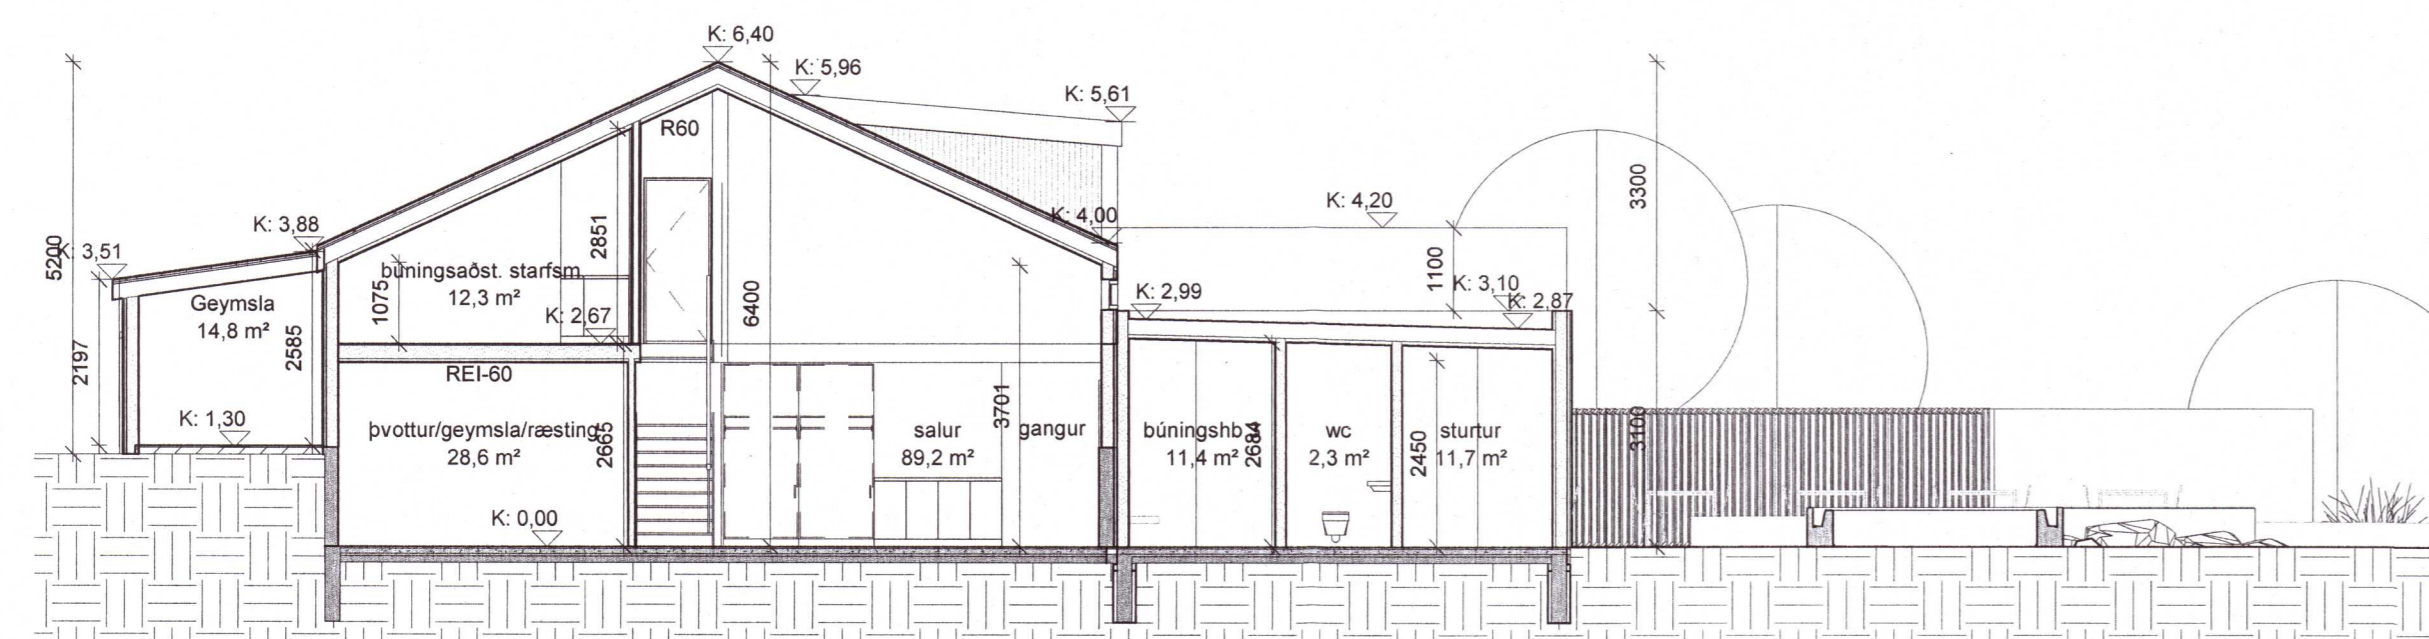 K: 6,40
K: 5,96
K: 5,61
R60
K: 4,20
K: 4,00
K: 3,88
K: 3,51
5200
2851
3300
1100
búningsaðst. starfsm.
12,3 m²
1075
K: 2,67
K: 2,99
K: 3,10
K: 2,87
Geymsla
14,8 m²
2197
2585
6400
REI-60
K: 1,30
þvottur/geymsla/ræsting
28,6 m²
2665
salur
89,2 m²
3701
gangur
búningshb
11,4 m²
2684
wc
2,3 m²
2450
sturtur
11,7 m²
3100
K: 0,00